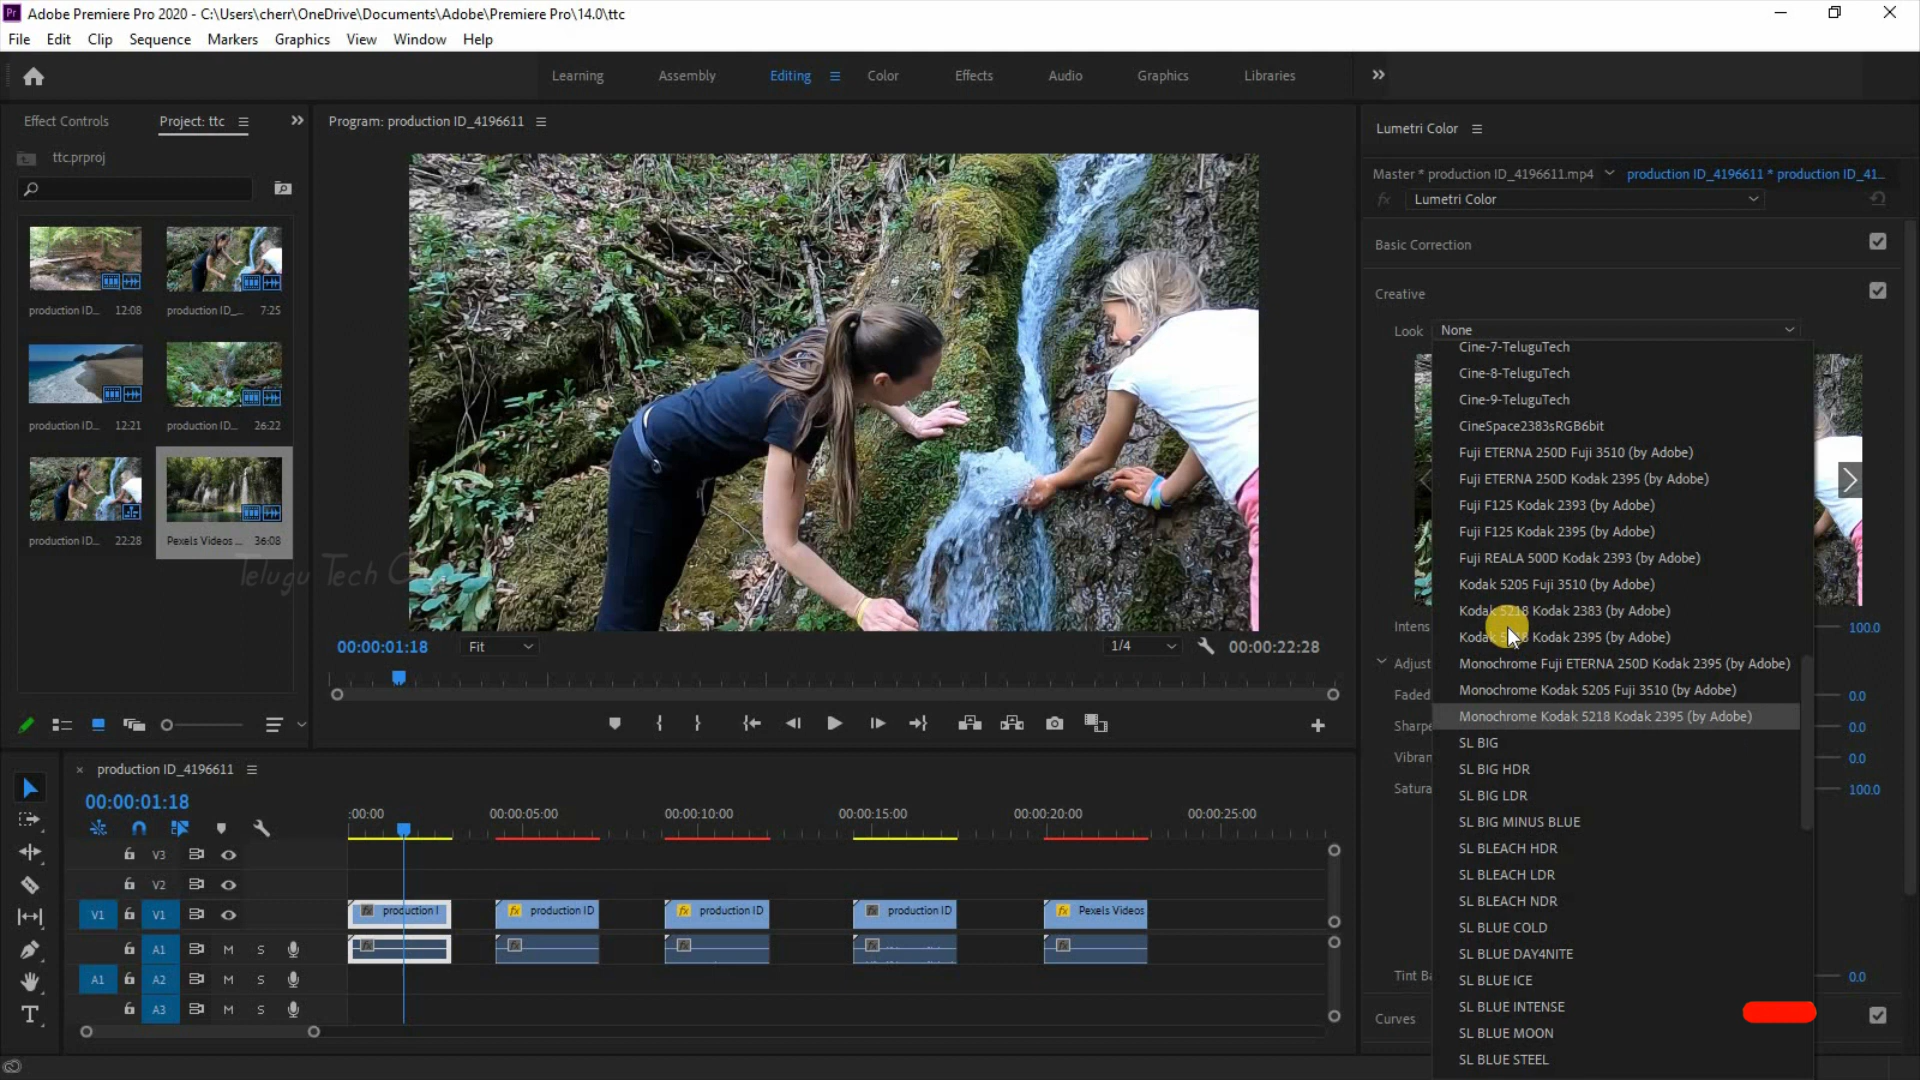 Adobe Premiere Pro 2020 - C:\Users\cherr\OneDrive\Documents\Adobe\Premiere Pro\14.0\ttc
File Edit Clip Sequence Markers Graphics View Window Help
Learning Assembly Editing Color Effects Audio Graphics Libraries
Effect Controls Project: ttc
ttc.prproj
production ID... 12:08
production ID_... 7:25
production ID... 12:21
production ID... 26:22
production ID... 22:28
Pexels Videos ... 36:08
Telugu Tech
Program: production ID_4196611
00:00:01:18 Fit 1/4 00:00:22:28
production ID_4196611
00:00:01:18
:00:00 00:00:05:00 00:00:10:00 00:00:15:00 00:00:20:00 00:00:25:00
V3
V2
V1 V1
A1 M S
A1 A2 M S
A3 M S
fx production I
fx production ID
fx production ID
fx production ID
fx Pexels Videos
Lumetri Color
Master * production ID_4196611.mp4 production ID_4196611 * production ID_41...
fx Lumetri Color
Basic Correction
Creative
Look None
Cine-7-TeluguTech
Cine-8-TeluguTech
Cine-9-TeluguTech
CineSpace2383sRGB6bit
Fuji ETERNA 250D Fuji 3510 (by Adobe)
Fuji ETERNA 250D Kodak 2395 (by Adobe)
Fuji F125 Kodak 2393 (by Adobe)
Fuji F125 Kodak 2395 (by Adobe)
Fuji REALA 500D Kodak 2393 (by Adobe)
Kodak 5205 Fuji 3510 (by Adobe)
Kodak 5218 Kodak 2383 (by Adobe)
Kodak 5218 Kodak 2395 (by Adobe)
Monochrome Fuji ETERNA 250D Kodak 2395 (by Adobe)
Monochrome Kodak 5205 Fuji 3510 (by Adobe)
Monochrome Kodak 5218 Kodak 2395 (by Adobe)
SL BIG
SL BIG HDR
SL BIG LDR
SL BIG MINUS BLUE
SL BLEACH HDR
SL BLEACH LDR
SL BLEACH NDR
SL BLUE COLD
SL BLUE DAY4NITE
SL BLUE ICE
SL BLUE INTENSE
SL BLUE MOON
SL BLUE STEEL
Intens 100.0
Adjust
Faded 0.0
Sharpe 0.0
Vibran 0.0
Satura 100.0
Tint Ba 0.0
Curves